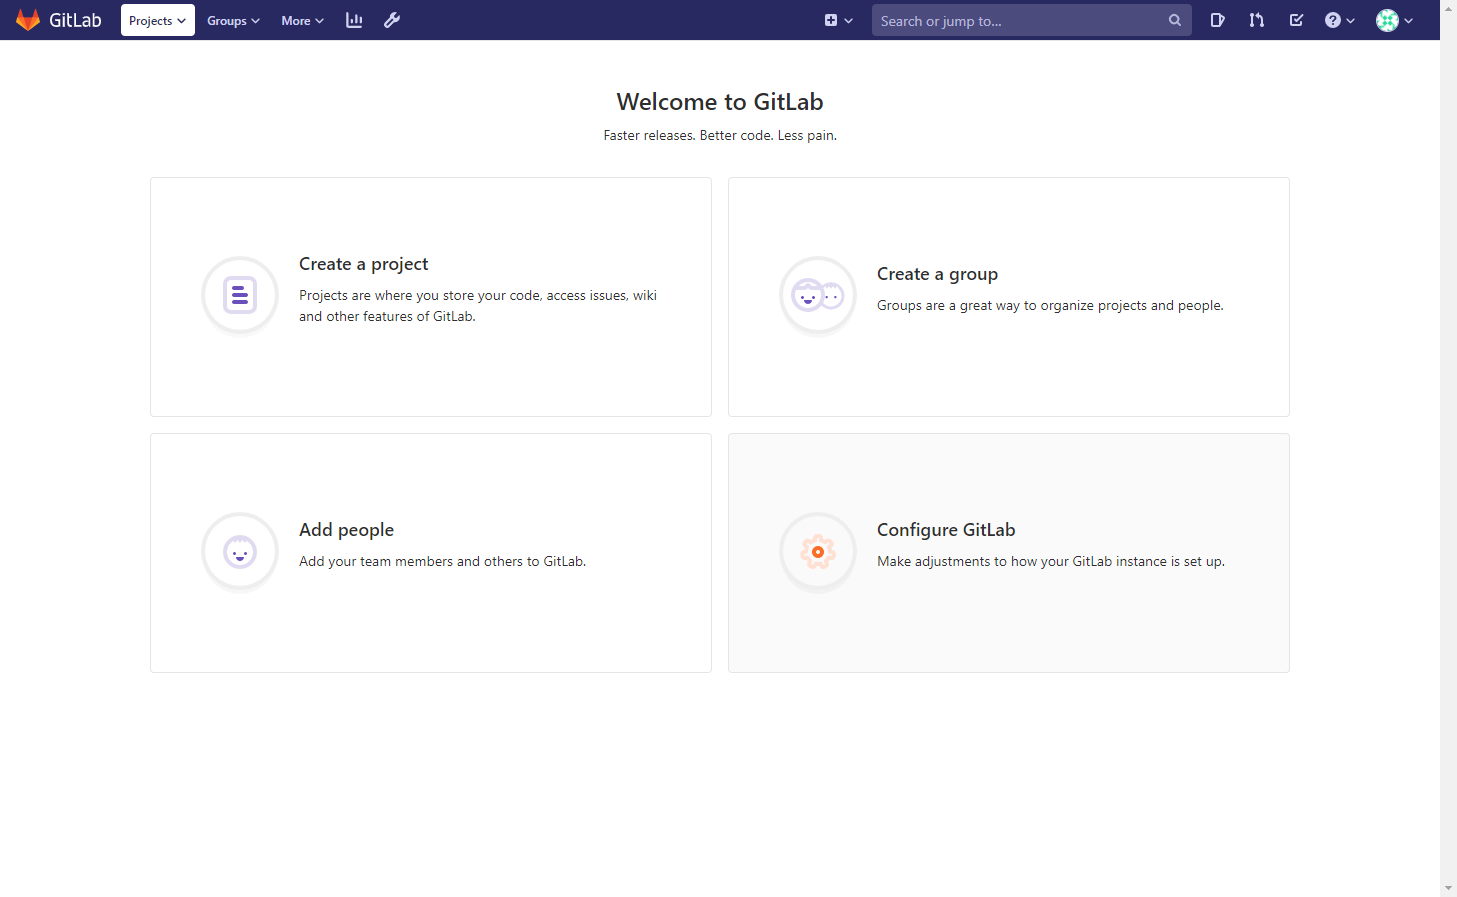 GitLab Projects Groups More Search or jump to...
Welcome to GitLab
Faster releases. Better code. Less pain.
Create a project
Projects are where you store your code, access issues, wiki
and other features of GitLab.
Create a group
Groups are a great way to organize projects and people.
Add people
Add your team members and others to GitLab.
Configure GitLab
Make adjustments to how your GitLab instance is set up.